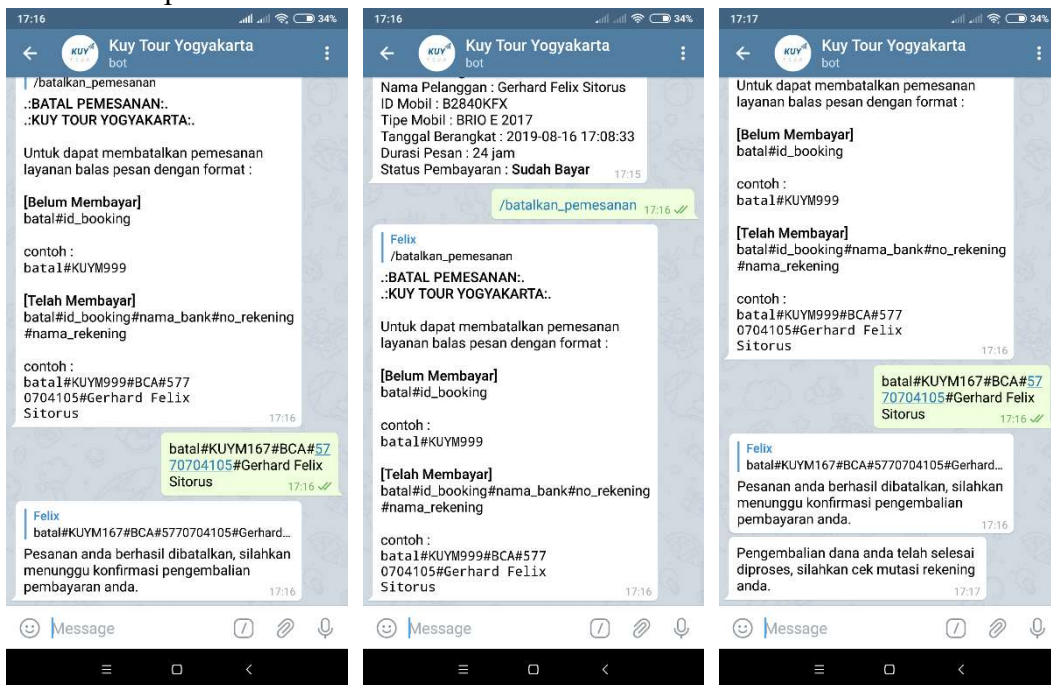 17:16
34%
KUY
Kuy Tour Yogyakarta
bot
/batalkan_pemesanan
.:BATAL PEMESANAN:.
.:KUY TOUR YOGYAKARTA:.
Untuk dapat membatalkan pemesanan
layanan balas pesan dengan format :
[Belum Membayar]
batal#id_booking
contoh :
batal#KUYM999
[Telah Membayar]
batal#id_booking#nama_bank#no_rekening
#nama_rekening
contoh :
batal#KUYM999#BCA#577
0704105#Gerhard Felix
Sitorus
17:16
batal#KUYM167#BCA#57
70704105#Gerhard Felix
Sitorus
17:16
Felix
batal#KUYM167#BCA#5770704105#Gerhard...
Pesanan anda berhasil dibatalkan, silahkan
menunggu konfirmasi pengembalian
pembayaran anda.
17:16
Message
17:16
34%
KUY
Kuy Tour Yogyakarta
bot
Nama Pelanggan : Gerhard Felix Sitorus
ID Mobil : B2840KFX
Tipe Mobil : BRIO E 2017
Tanggal Berangkat : 2019-08-16 17:08:33
Durasi Pesan : 24 jam
Status Pembayaran : Sudah Bayar
17:15
/batalkan_pemesanan 17:16
Felix
/batalkan_pemesanan
.:BATAL PEMESANAN:.
.:KUY TOUR YOGYAKARTA:.
Untuk dapat membatalkan pemesanan
layanan balas pesan dengan format :
[Belum Membayar]
batal#id_booking
contoh :
batal#KUYM999
[Telah Membayar]
batal#id_booking#nama_bank#no_rekening
#nama_rekening
contoh :
batal#KUYM999#BCA#577
0704105#Gerhard Felix
Sitorus
17:16
Message
17:17
34%
KUY
Kuy Tour Yogyakarta
bot
Untuk dapat membatalkan pemesanan
layanan balas pesan dengan format :
[Belum Membayar]
batal#id_booking
contoh :
batal#KUYM999
[Telah Membayar]
batal#id_booking#nama_bank#no_rekening
#nama_rekening
contoh :
batal#KUYM999#BCA#577
0704105#Gerhard Felix
Sitorus
17:16
batal#KUYM167#BCA#57
70704105#Gerhard Felix
Sitorus
17:16
Felix
batal#KUYM167#BCA#5770704105#Gerhard...
Pesanan anda berhasil dibatalkan, silahkan
menunggu konfirmasi pengembalian
pembayaran anda.
17:16
Pengembalian dana anda telah selesai
diproses, silahkan cek mutasi rekening
anda.
17:17
Message